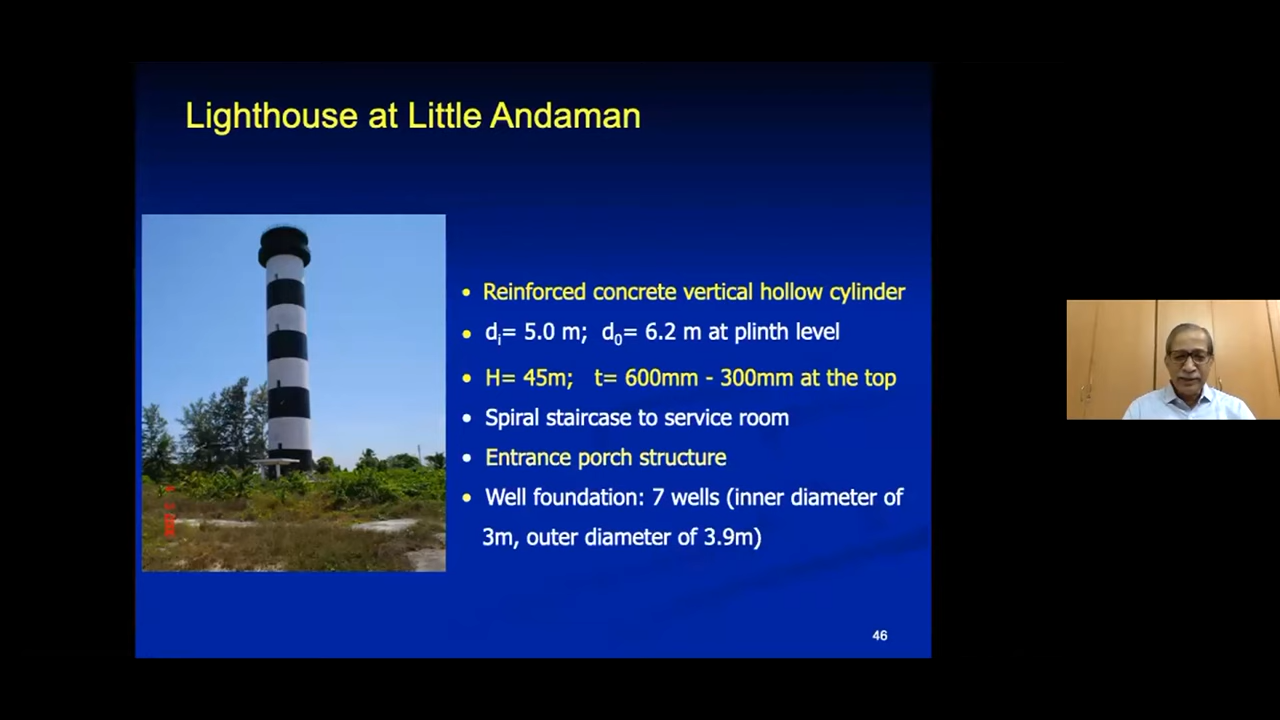 Lighthouse at Little Andaman
• Reinforced concrete vertical hollow cylinder
• di= 5.0 m; d0= 6.2 m at plinth level
• H= 45m; t= 600mm - 300mm at the top
• Spiral staircase to service room
• Entrance porch structure
• Well foundation: 7 wells (inner diameter of
3m, outer diameter of 3.9m)
46